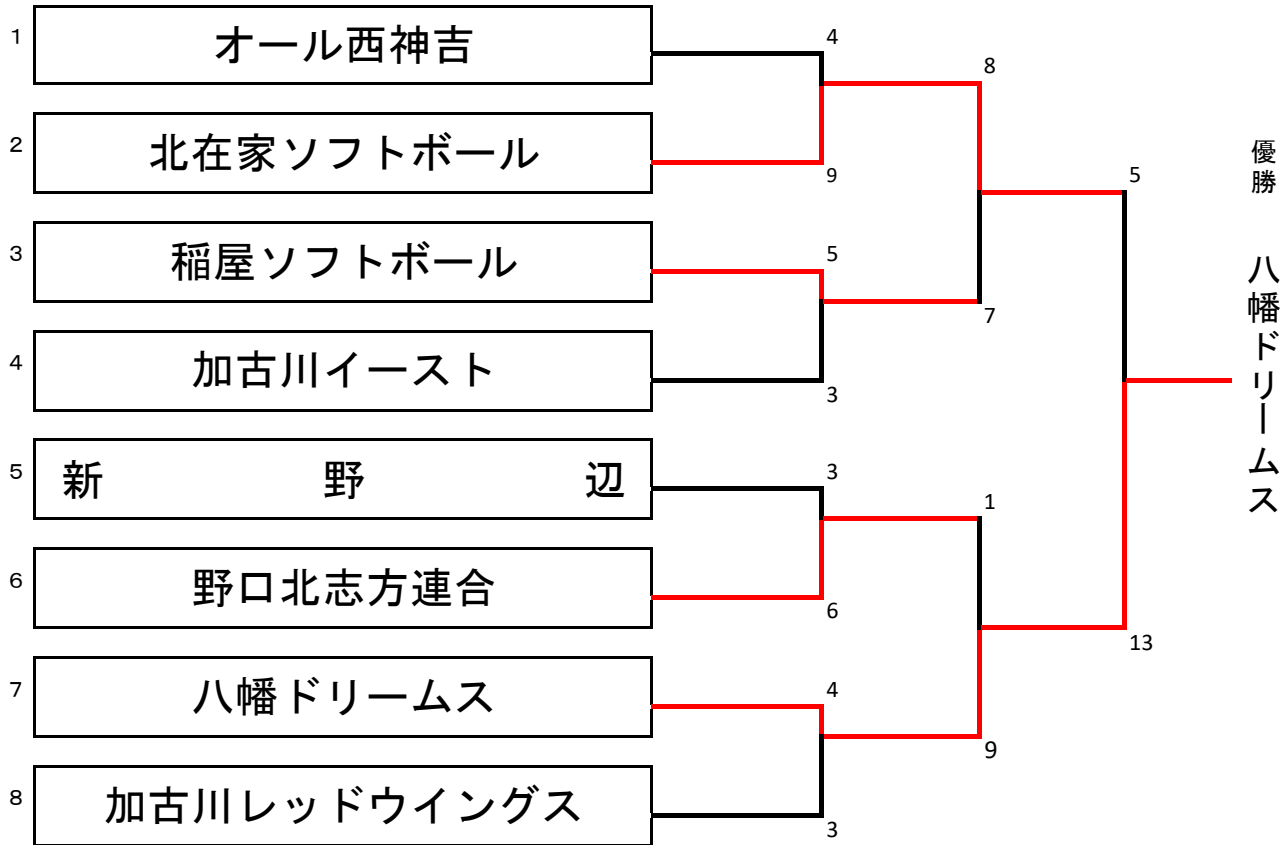 1 オール西神吉
4
8
2 北在家ソフトボール
9
5
3 稲屋ソフトボール
5
7
4 加古川イースト
3
5 新野辺
3
1
6 野口北志方連合
6
13
7 八幡ドリームス
4
9
8 加古川レッドウイングス
3
優勝 八幡ドリームス